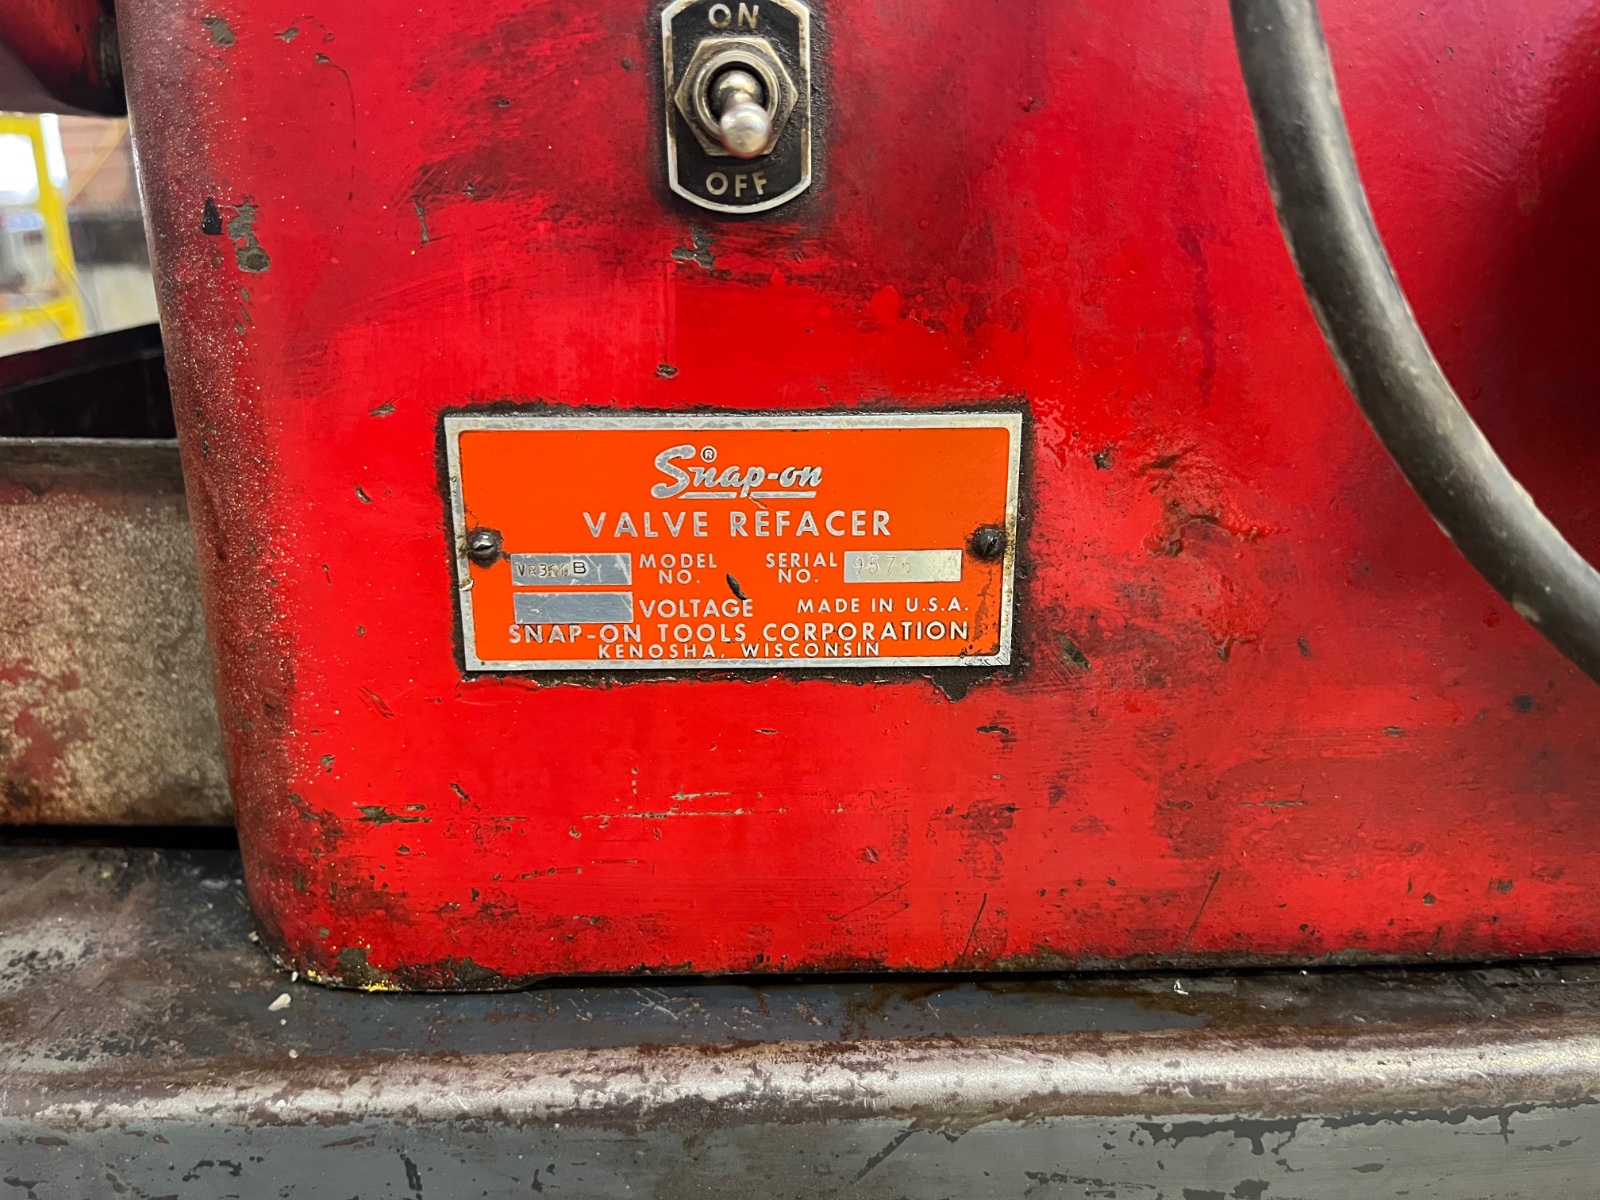 ON
OFF
Snap-on®
VALVE REFACER
MODEL NO. SERIAL NO.
VOLTAGE MADE IN U.S.A.
SNAP-ON TOOLS CORPORATION
KENOSHA, WISCONSIN